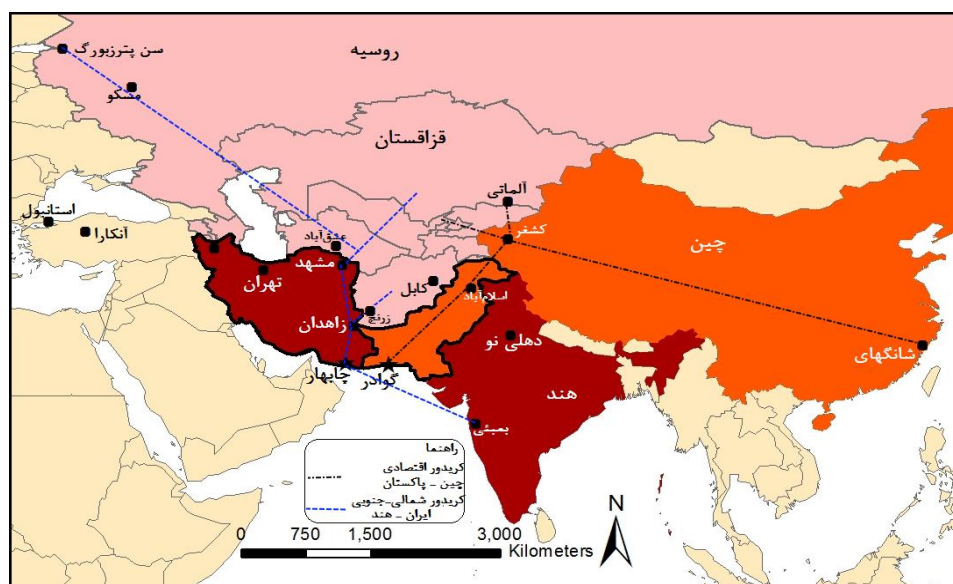 سن پترزبورگ
روسیه
مسکو
قزاقستان
آلماتی
استانبول
آنکارا
عشق‌آباد
کشغر
چین
مشهد
تهران
کابل
اسلام‌آباد
زرنج
زاهدان
دهلی نو
شانگهای
چابهار
گوادر
هند
بمبئی
راهنما
کریدور اقتصادی
چین - پاکستان
کریدور شمالی-جنوبی
ایران - هند
N
0 750 1,500 3,000
Kilometers